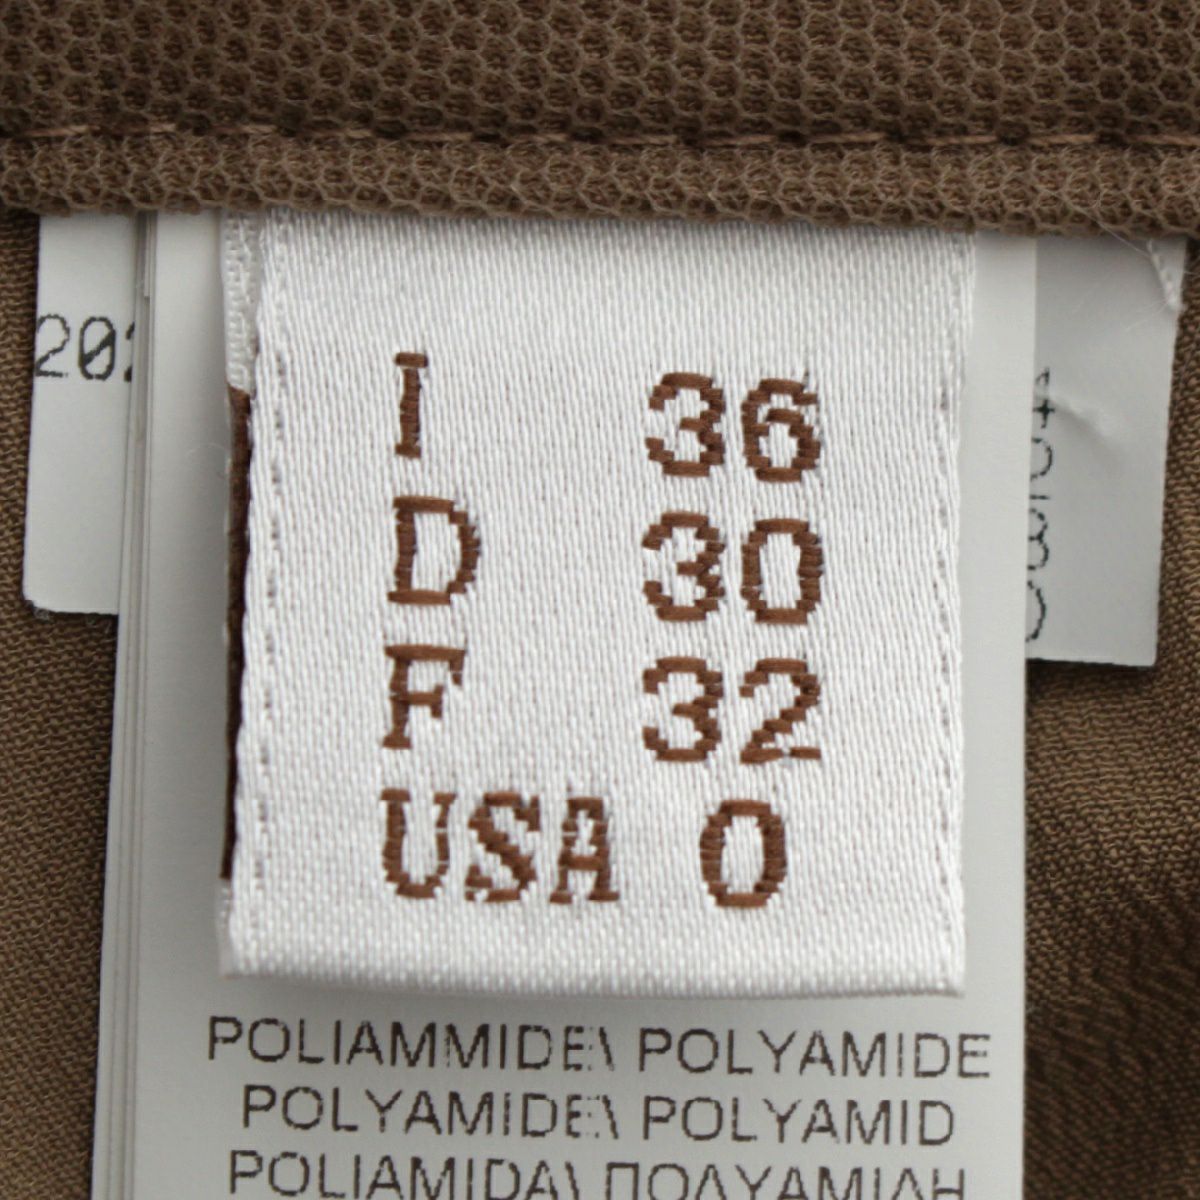 I 36
D 30
F 32
USA 0
POLIAMMIDE\ POLYAMIDE
POLYAMIDE\ POLYAMID
POLIAMIDA\ ΠΟΛΥΑΜΙΔΗ